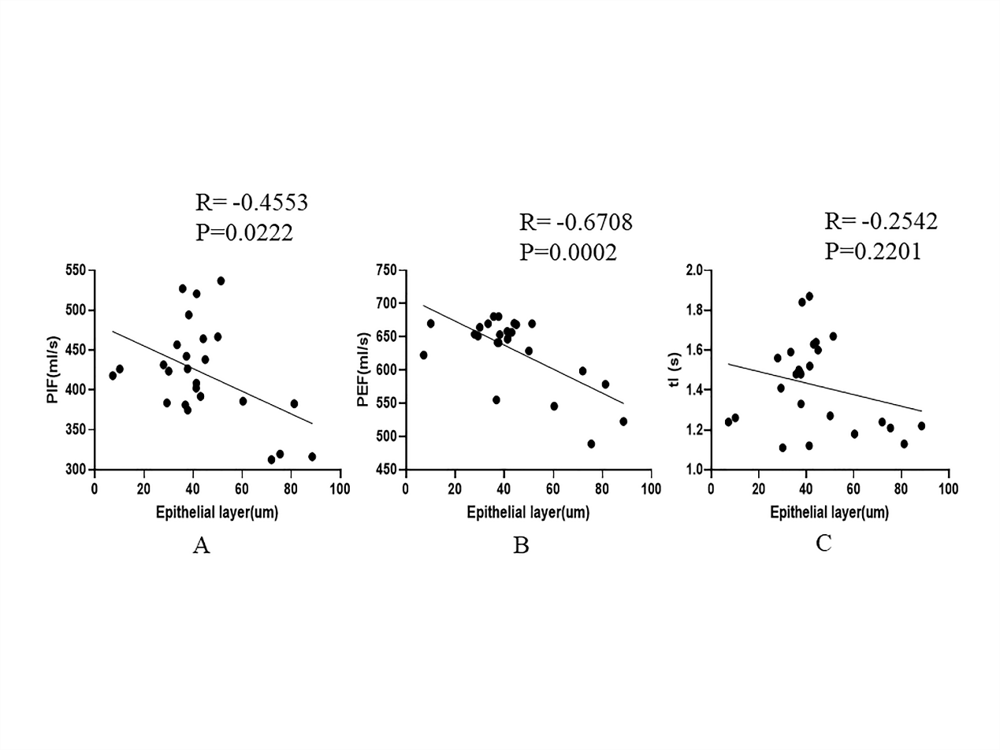 R= -0.4553
P=0.0222
R= -0.6708
P=0.0002
R= -0.2542
P=0.2201
PIF(ml/s)
550
500
450
400
350
300
0 20 40 60 80 100
Epithelial layer(um)
A
PEF(ml/s)
750
700
650
600
550
500
450
0 20 40 60 80 100
Epithelial layer(um)
B
tI (s)
2.0
1.8
1.6
1.4
1.2
1.0
0 20 40 60 80 100
Epithelial layer(um)
C